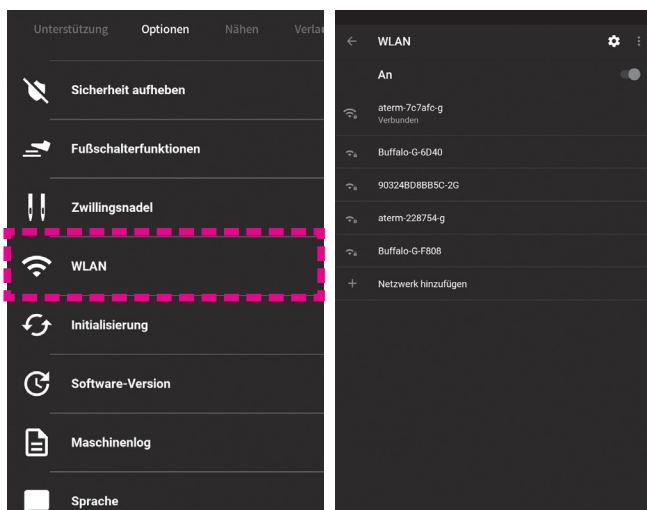 Unterstützung Optionen Nähen
Sicherheit aufheben
Fußschalterfunktionen
Zwillingsnadel
WLAN
Initialisierung
Software-Version
Maschinenlog
Sprache
WLAN
An
aterm-7c7afc-g
Verbunden
Buffalo-G-6D40
90324BD8BB5C-2G
aterm-228754-g
Buffalo-G-F808
Netzwerk hinzufügen